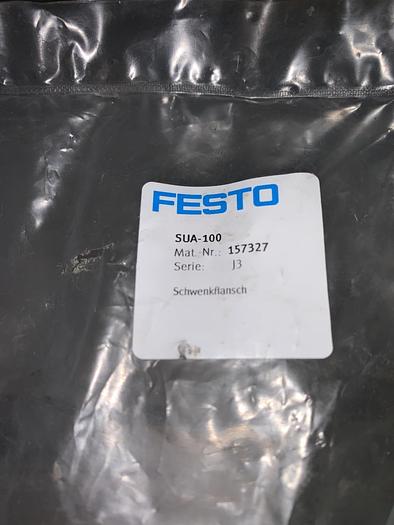 FESTO
SUA-100
Mat.-Nr.: 157327
Serie: J3
Schwenkflansch